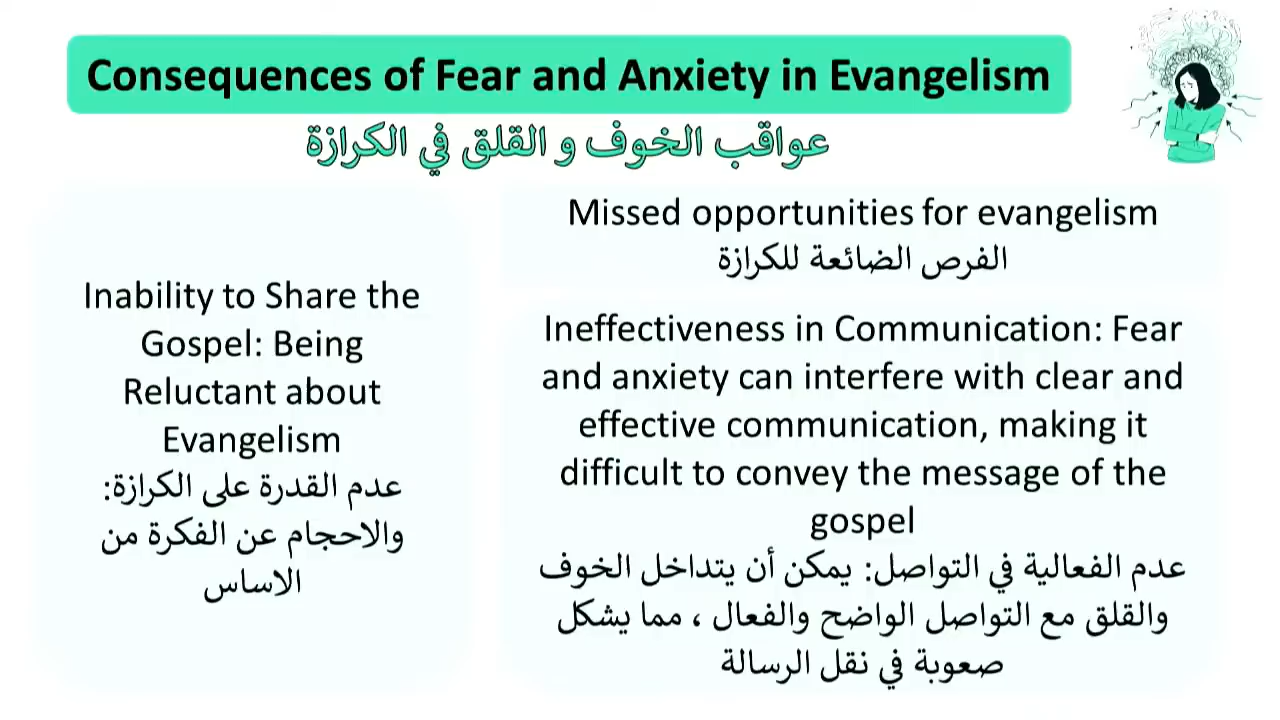 Consequences of Fear and Anxiety in Evangelism
عواقب الخوف و القلق في الكرازة
Inability to Share the
Gospel: Being
Reluctant about
Evangelism
عدم القدرة على الكرازة:
والاحجام عن الفكرة من
الاساس
Missed opportunities for evangelism
الفرص الضائعة للكرازة
Ineffectiveness in Communication: Fear
and anxiety can interfere with clear and
effective communication, making it
difficult to convey the message of the
gospel
عدم الفعالية في التواصل: يمكن أن يتداخل الخوف
والقلق مع التواصل الواضح والفعال ، مما يشكل
صعوبة في نقل الرسالة